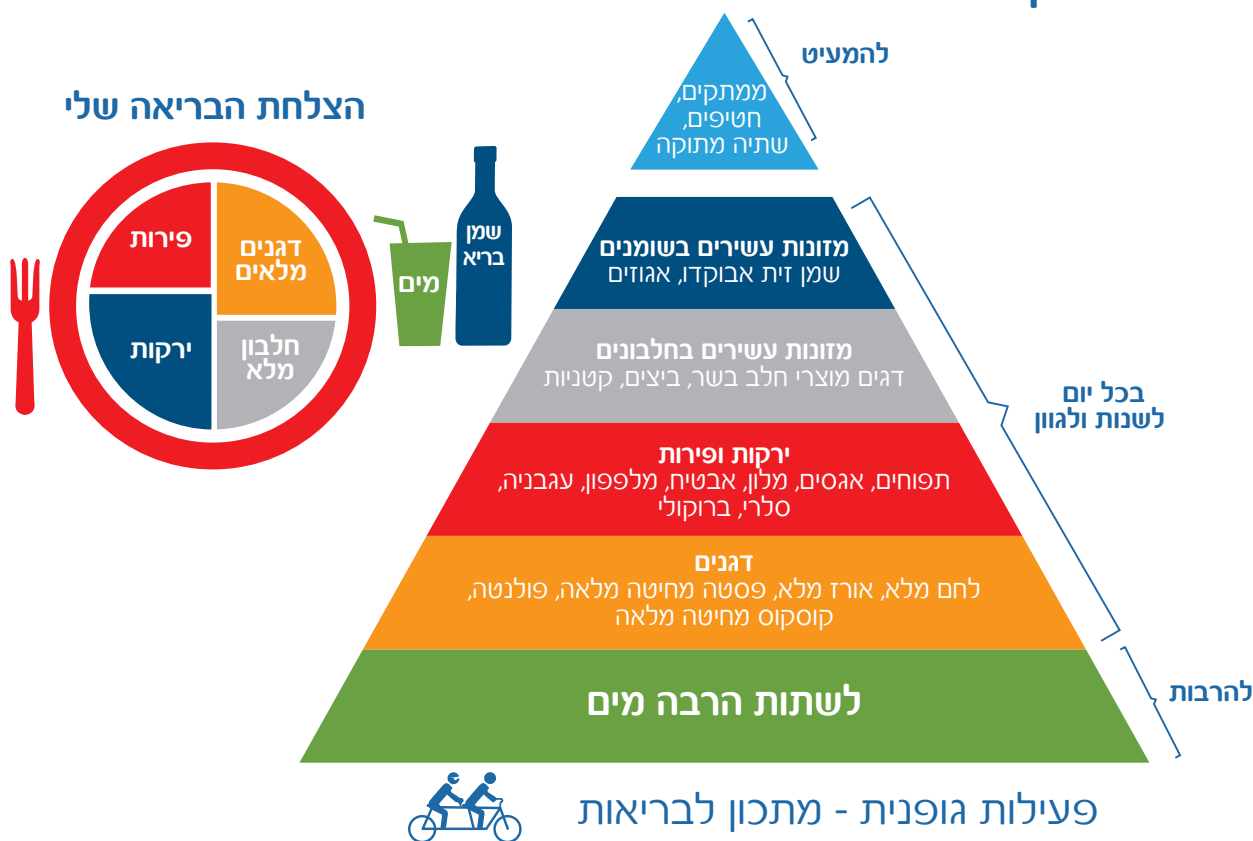 להמעיט
ממתקים,
חטיפים,
שתיה מתוקה
מזונות עשירים בשומנים
שמן זית אבוקדו, אגוזים
מזונות עשירים בחלבונים
דגים מוצרי חלב בשר, ביצים, קטניות
בכל יום
לשנות ולגוון
ירקות ופירות
תפוחים, אגסים, מלון, אבטיח, מלפפון, עגבניה,
סלרי, ברוקולי
דגנים
לחם מלא, אורז מלא, פסטה מחיטה מלאה, פולנטה,
קוסקוס מחיטה מלאה
להרבות
לשתות הרבה מים
הצלחת הבריאה שלי
דגנים
מלאים
פירות
חלבון
מלא
ירקות
שמן
בריא
מים
פעילות גופנית - מתכון לבריאות